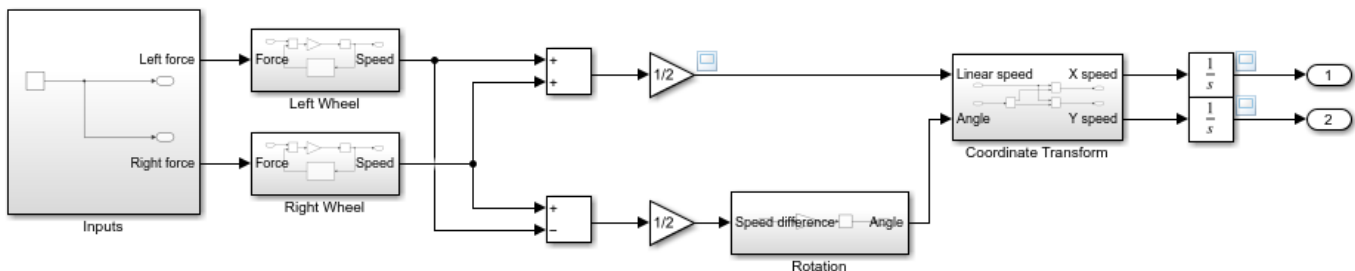 Left force
Right force
Inputs
Force
Speed
Left Wheel
Force
Speed
Right Wheel
+
+
1/2
+
−
1/2
Speed difference
Angle
Rotation
Linear speed
X speed
Angle
Y speed
Coordinate Transform
1
s
1
s
1
2